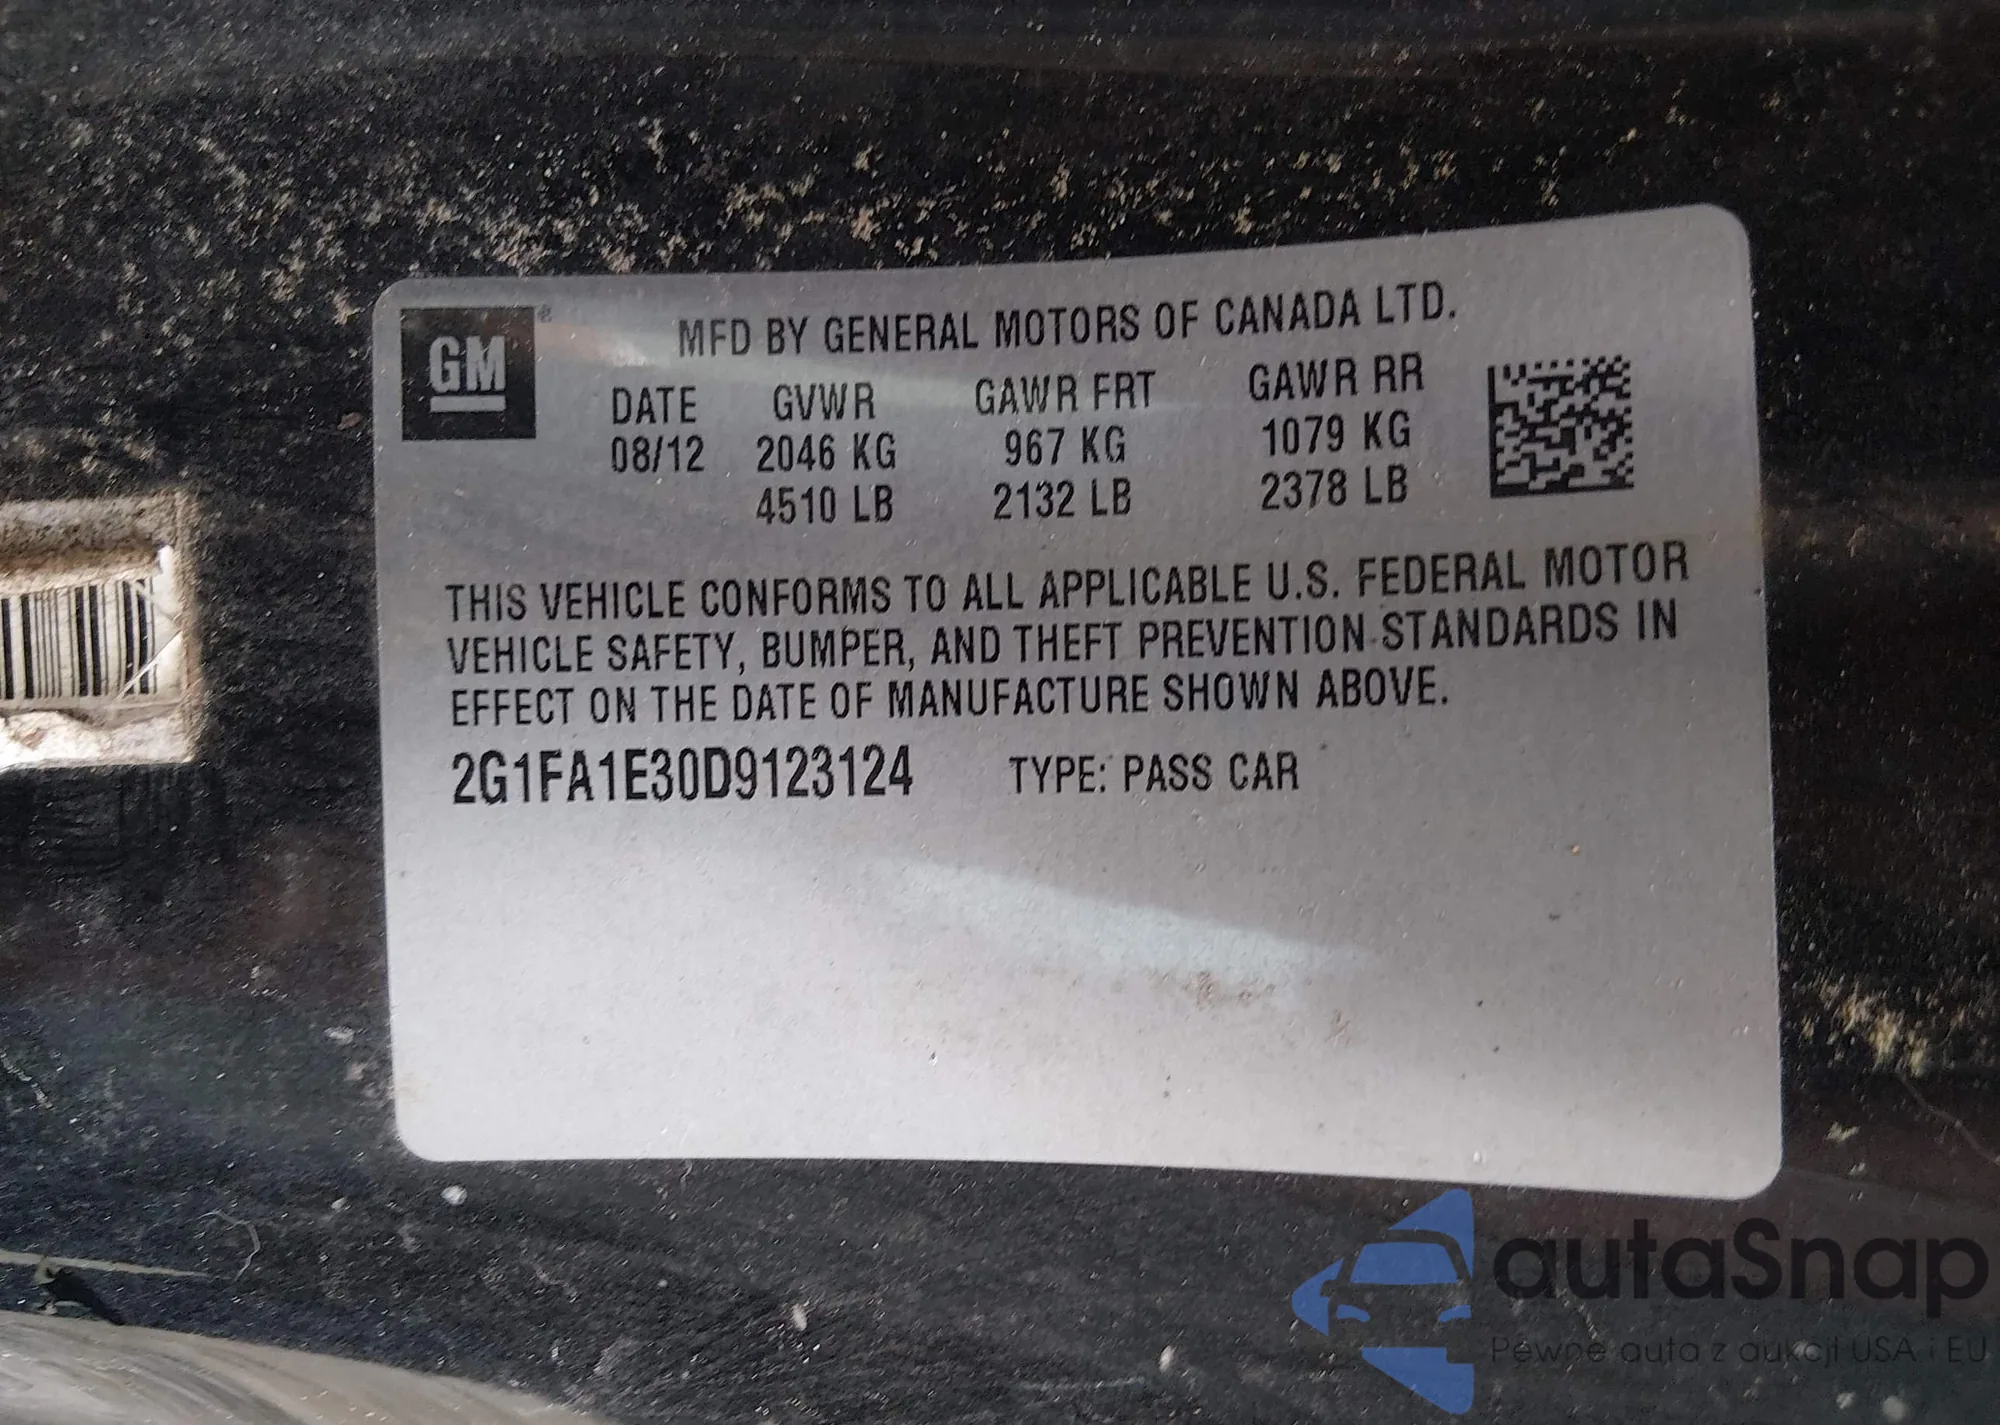 GM
MFD BY GENERAL MOTORS OF CANADA LTD.
DATE GVWR GAWR FRT GAWR RR
08/12 2046 KG 967 KG 1079 KG
4510 LB 2132 LB 2378 LB
THIS VEHICLE CONFORMS TO ALL APPLICABLE U.S. FEDERAL MOTOR
VEHICLE SAFETY, BUMPER, AND THEFT PREVENTION STANDARDS IN
EFFECT ON THE DATE OF MANUFACTURE SHOWN ABOVE.
2G1FA1E30D9123124 TYPE: PASS CAR
autaSnap
Pewne auta z aukcji USA i EU